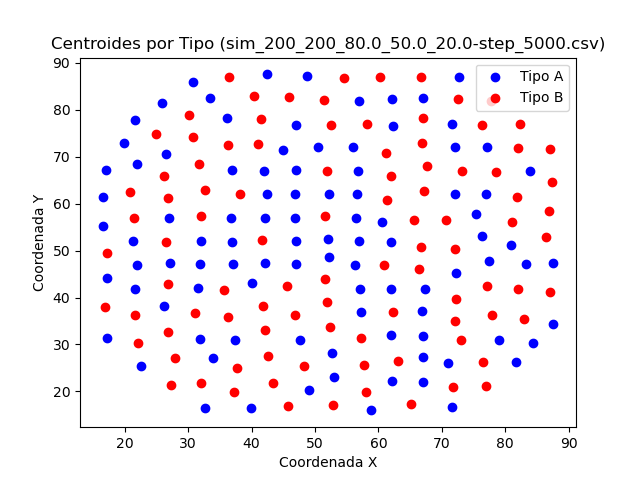 Centroides por Tipo (sim_200_200_80.0_50.0_20.0-step_5000.csv)
Tipo A
Tipo B
90
80
70
60
50
40
30
20
Coordenada Y
20 30 40 50 60 70 80 90
Coordenada X